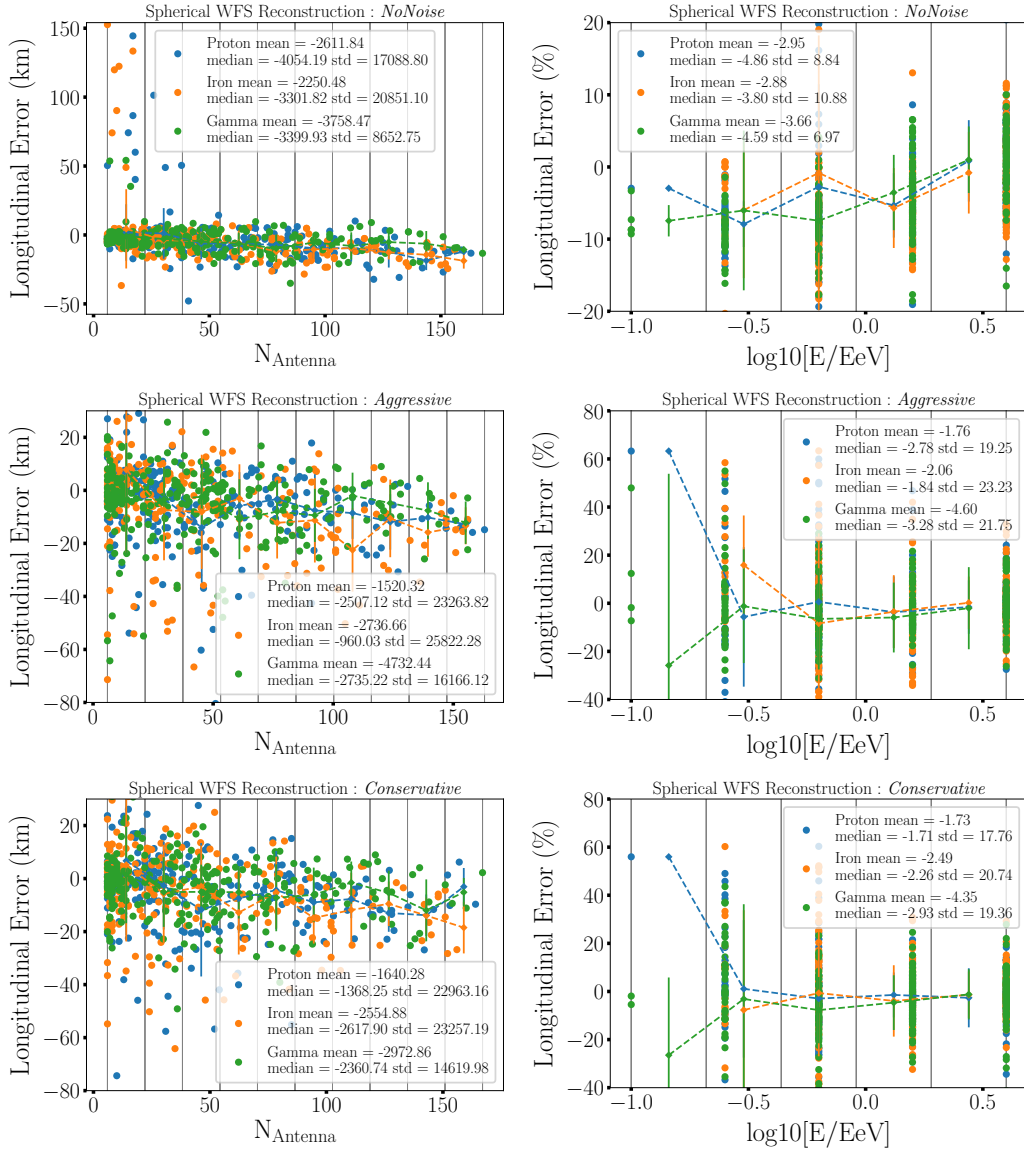 Spherical WFS Reconstruction : NoNoise
Longitudinal Error (km)
150
100
50
0
−50
Proton mean = -2611.84
median = -4054.19 std = 17088.80
Iron mean = -2250.48
median = -3301.82 std = 20851.10
Gamma mean = -3758.47
median = -3399.93 std = 8652.75
0 50 100 150
N_Antenna
Spherical WFS Reconstruction : NoNoise
Longitudinal Error (%)
20
10
0
−10
20
Proton mean = -2.95
median = -4.86 std = 8.84
Iron mean = -2.88
median = -3.80 std = 10.88
Gamma mean = -3.66
median = -4.59 std = 6.97
−1.0 −0.5 0.0 0.5
log10[E/EeV]
Spherical WFS Reconstruction : Aggressive
Longitudinal Error (km)
20
0
−20
−40
−60
−80
Proton mean = -1520.32
median = -2507.12 std = 23263.82
Iron mean = -2736.66
median = -960.03 std = 25822.28
Gamma mean = -4732.44
median = -2735.22 std = 16166.12
0 50 100 150
N_Antenna
Spherical WFS Reconstruction : Aggressive
Longitudinal Error (%)
80
60
40
20
0
−20
−40
Proton mean = -1.76
median = -2.78 std = 19.25
Iron mean = -2.06
median = -1.84 std = 23.23
Gamma mean = -4.60
median = -3.28 std = 21.75
−1.0 −0.5 0.0 0.5
log10[E/EeV]
Spherical WFS Reconstruction : Conservative
Longitudinal Error (km)
20
0
−20
−40
−60
−80
Proton mean = -1640.28
median = -1368.25 std = 22963.16
Iron mean = -2554.88
median = -2617.90 std = 23257.19
Gamma mean = -2972.86
median = -2360.74 std = 14619.98
0 50 100 150
N_Antenna
Spherical WFS Reconstruction : Conservative
Longitudinal Error (%)
80
60
40
20
0
−20
−40
Proton mean = -1.73
median = -1.71 std = 17.76
Iron mean = -2.49
median = -2.26 std = 20.74
Gamma mean = -4.35
median = -2.93 std = 19.36
−1.0 −0.5 0.0 0.5
log10[E/EeV]